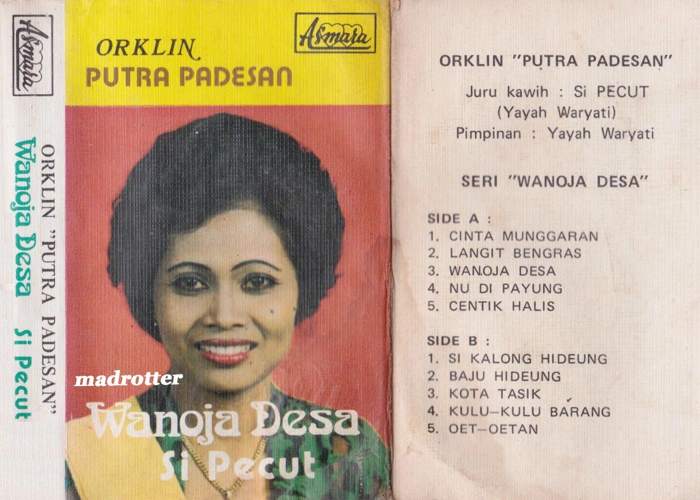 Asmara
ORKLIN "PUTRA PADESAN"
Wanoja Desa Si Pecut
Asmara
ORKLIN
PUTRA PADESAN
madrotter
Wanoja Desa
Si Pecut
ORKLIN "PUTRA PADESAN"
Juru kawih : Si PECUT
(Yayah Waryati)
Pimpinan : Yayah Waryati
SERI "WANOJA DESA"
SIDE A :
1. CINTA MUNGGARAN
2. LANGIT BENGRAS
3. WANOJA DESA
4. NU DI PAYUNG
5. CENTIK HALIS
SIDE B :
1. SI KALONG HIDEUNG
2. BAJU HIDEUNG
3. KOTA TASIK
4. KULU–KULU BARANG
5. OET–OETAN